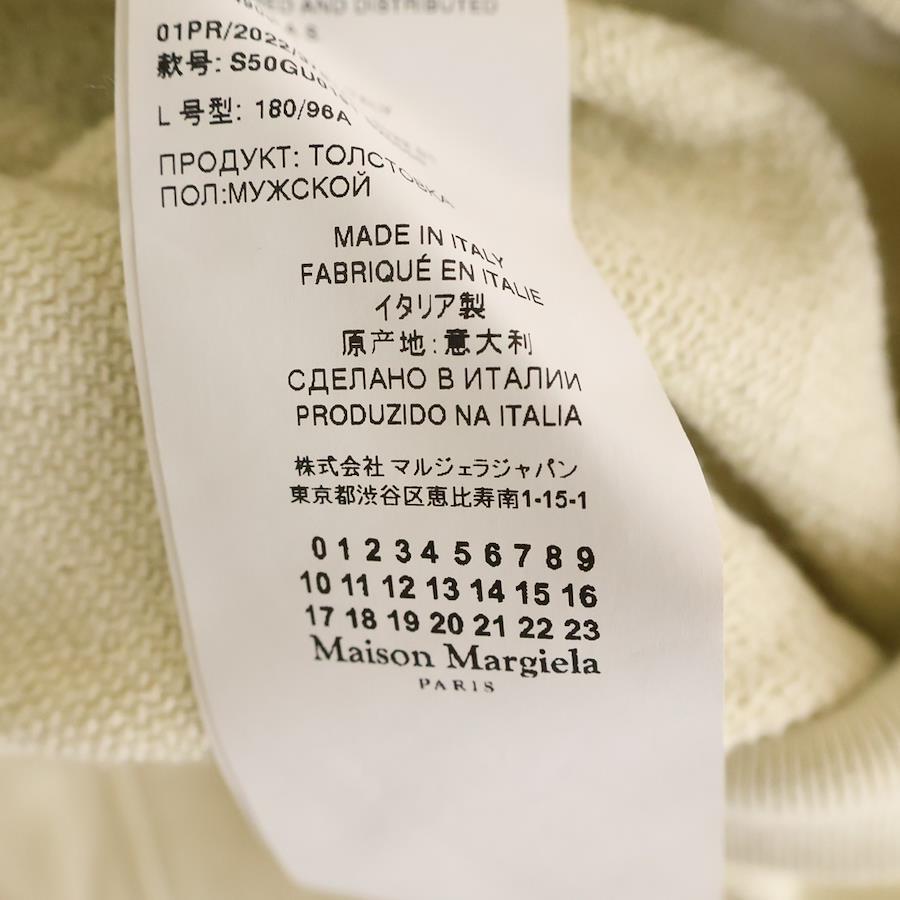 AND DISTRIBUTED
01PR/2022/
款号: S50GU01
L 号型: 180/96A
ПРОДУКТ: ТОЛСТОВКА
ПОЛ:МУЖСКОЙ
MADE IN ITALY
FABRIQUÉ EN ITALIE
イタリア製
原产地:意大利
СДЕЛАНО В ИТАЛИИ
PRODUZIDO NA ITALIA
株式会社 マルジェラジャパン
東京都渋谷区恵比寿南1-15-1
0 1 2 3 4 5 6 7 8 9
10 11 12 13 14 15 16
17 18 19 20 21 22 23
Maison Margiela
PARIS